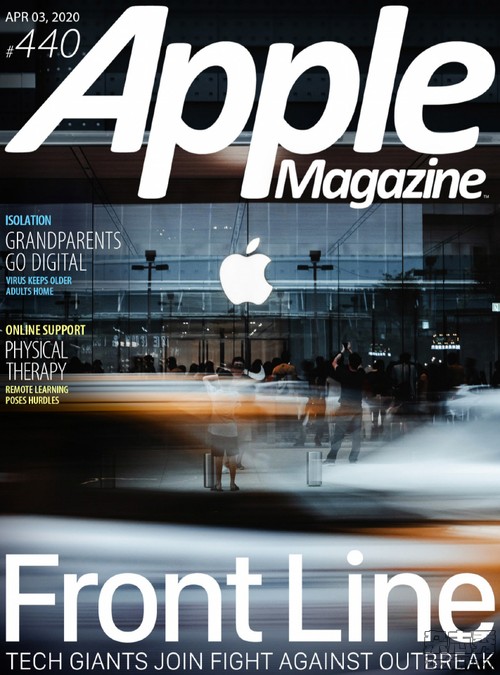 APR 03, 2020
#440
Apple
Magazine™
ISOLATION
GRANDPARENTS
GO DIGITAL
VIRUS KEEPS OLDER
ADULTS HOME
ONLINE SUPPORT
PHYSICAL
THERAPY
REMOTE LEARNING
POSES HURDLES
Front Line
TECH GIANTS JOIN FIGHT AGAINST OUTBREAK